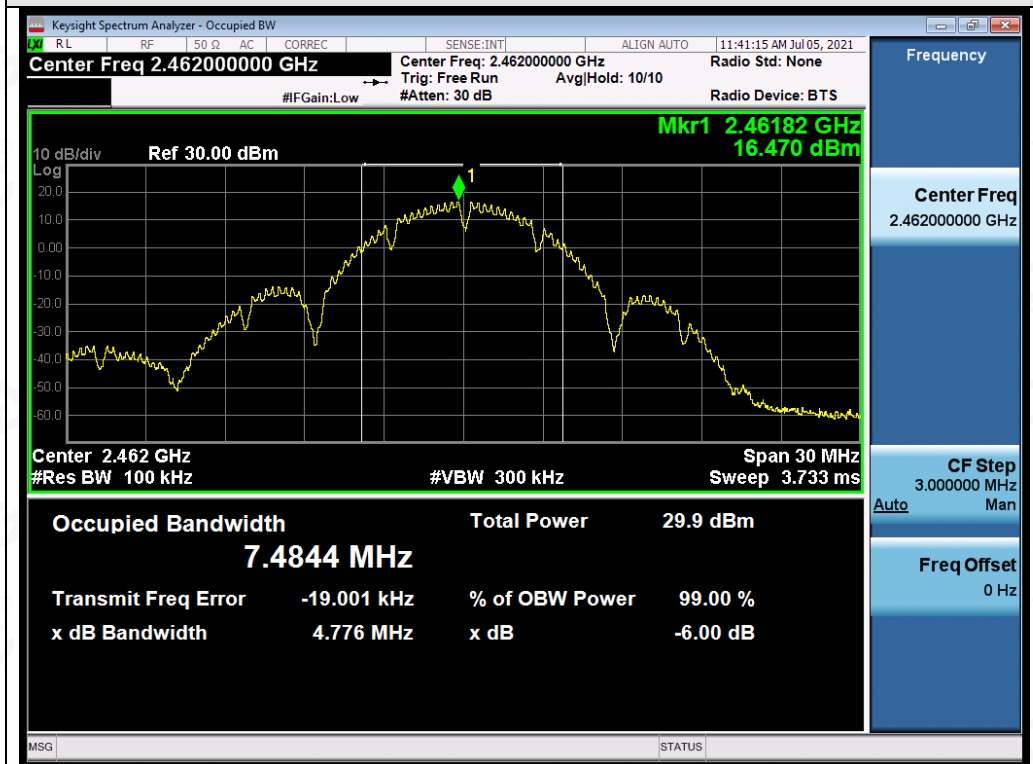 Keysight Spectrum Analyzer - Occupied BW
LXI RL RF 50 Ω AC CORREC SENSE:INT ALIGN AUTO 11:41:15 AM Jul 05, 2021
Center Freq 2.462000000 GHz
Center Freq: 2.462000000 GHz Radio Std: None
Trig: Free Run Avg|Hold: 10/10
#IFGain:Low #Atten: 30 dB Radio Device: BTS
Frequency
Mkr1 2.46182 GHz
16.470 dBm
10 dB/div Ref 30.00 dBm
Log
1
20.0
10.0
0.00
-10.0
-20.0
-30.0
-40.0
-50.0
-60.0
Center 2.462 GHz Span 30 MHz
#Res BW 100 kHz #VBW 300 kHz Sweep 3.733 ms
Center Freq
2.462000000 GHz
CF Step
3.000000 MHz
Auto Man
Freq Offset
0 Hz
Occupied Bandwidth Total Power 29.9 dBm
7.4844 MHz
Transmit Freq Error -19.001 kHz % of OBW Power 99.00 %
x dB Bandwidth 4.776 MHz x dB -6.00 dB
MSG STATUS